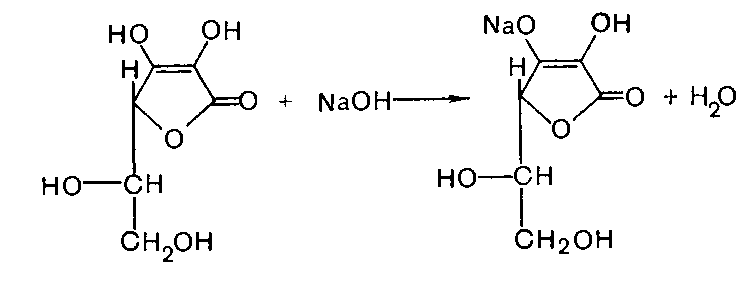 HO OH NaO OH
H H
O + NaOH O + H₂O
O O
HO CH HO CH
CH₂OH CH₂OH